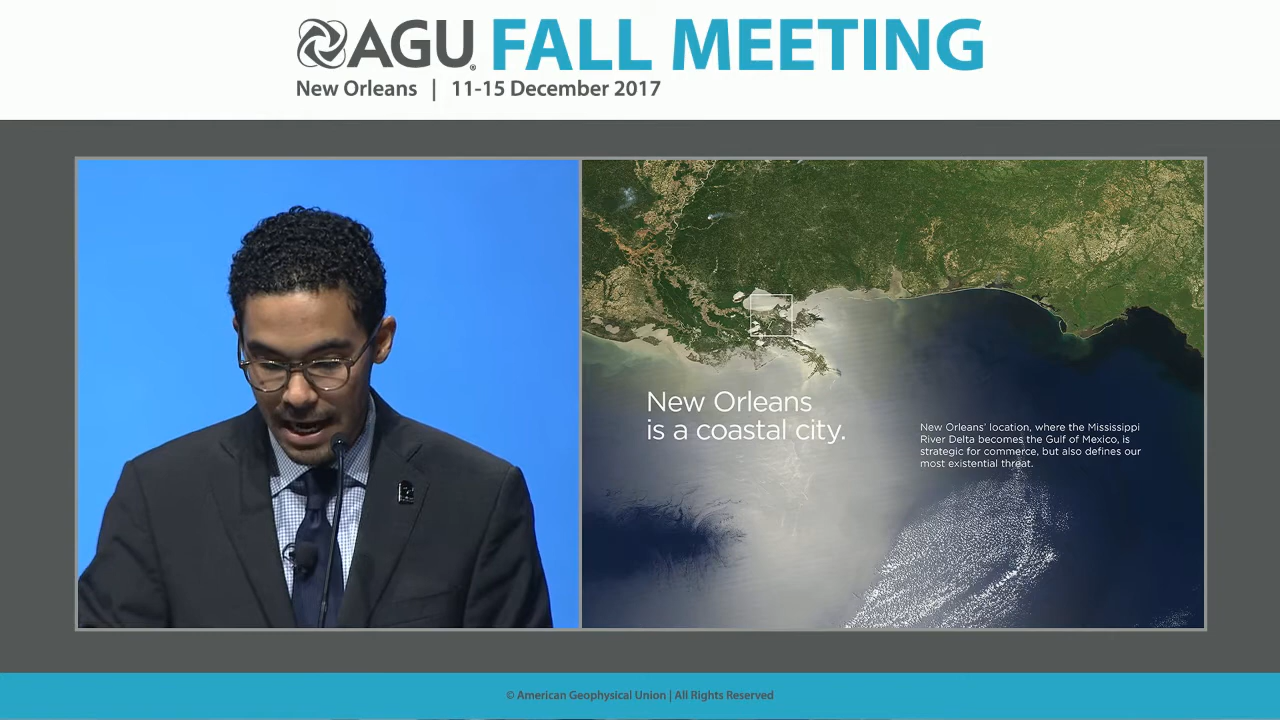 AGU FALL MEETING
New Orleans | 11-15 December 2017
New Orleans
is a coastal city.
New Orleans' location, where the Mississippi
River Delta becomes the Gulf of Mexico, is
strategic for commerce, but also defines our
most existential threat.
© American Geophysical Union | All Rights Reserved